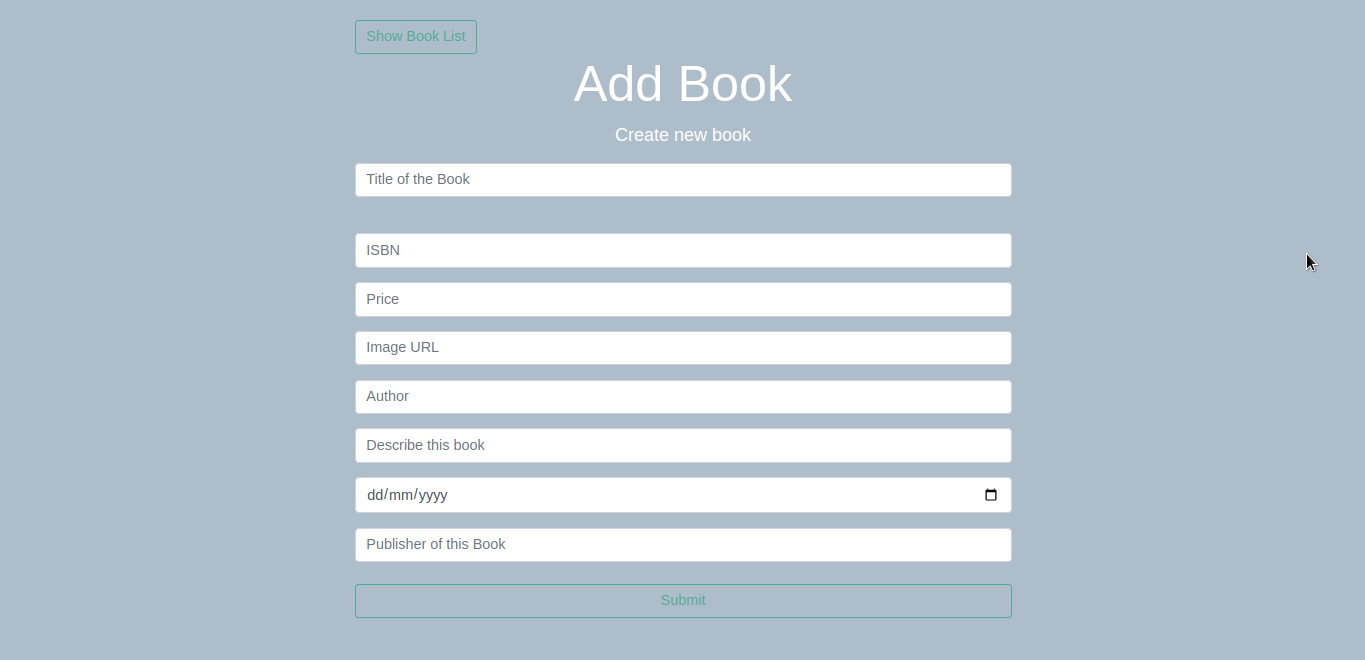 Show Book List
Add Book
Create new book
Title of the Book
ISBN
Price
Image URL
Author
Describe this book
dd/mm/yyyy
Publisher of this Book
Submit